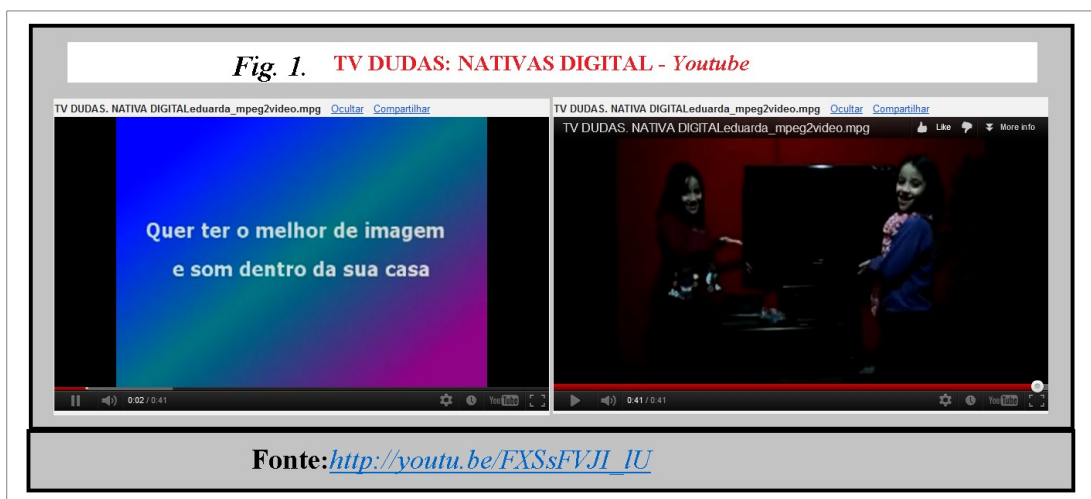 Fig. 1. TV DUDAS: NATIVAS DIGITAL - Youtube
TV DUDAS. NATIVA DIGITALeduarda_mpeg2video.mpg Ocultar Compartilhar
Quer ter o melhor de imagem
e som dentro da sua casa
0:02 / 0:41 YouTube
TV DUDAS. NATIVA DIGITALeduarda_mpeg2video.mpg Ocultar Compartilhar
TV DUDAS. NATIVA DIGITALeduarda_mpeg2video.mpg Like More info
0:41 / 0:41 YouTube
Fonte:http://youtu.be/FXSsFVJI_lU